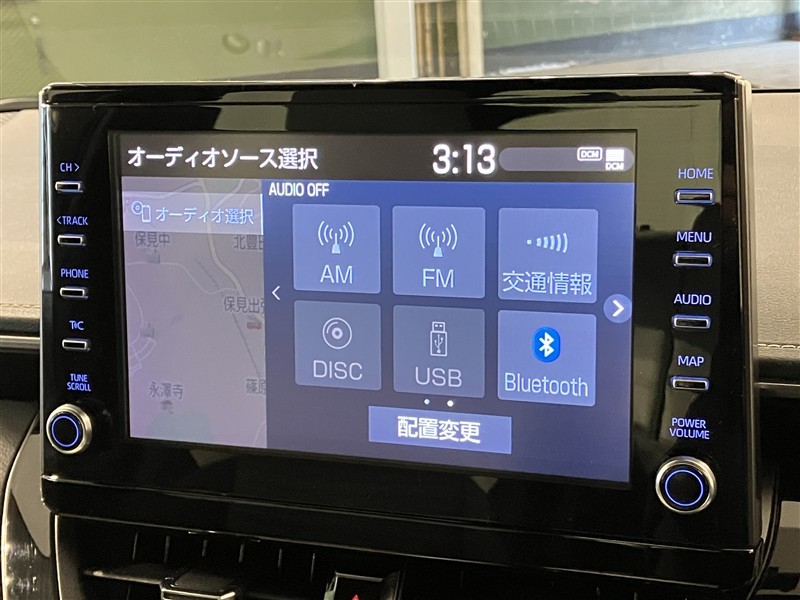 オーディオソース選択
3:13
DCM
DCM
オーディオ選択
AUDIO OFF
保見中
北豊田
保見出張
永澤寺
篠原
AM
FM
交通情報
DISC
USB
Bluetooth
配置変更
CH >
< TRACK
PHONE
T/C
TUNE
SCROLL
HOME
MENU
AUDIO
MAP
POWER
VOLUME